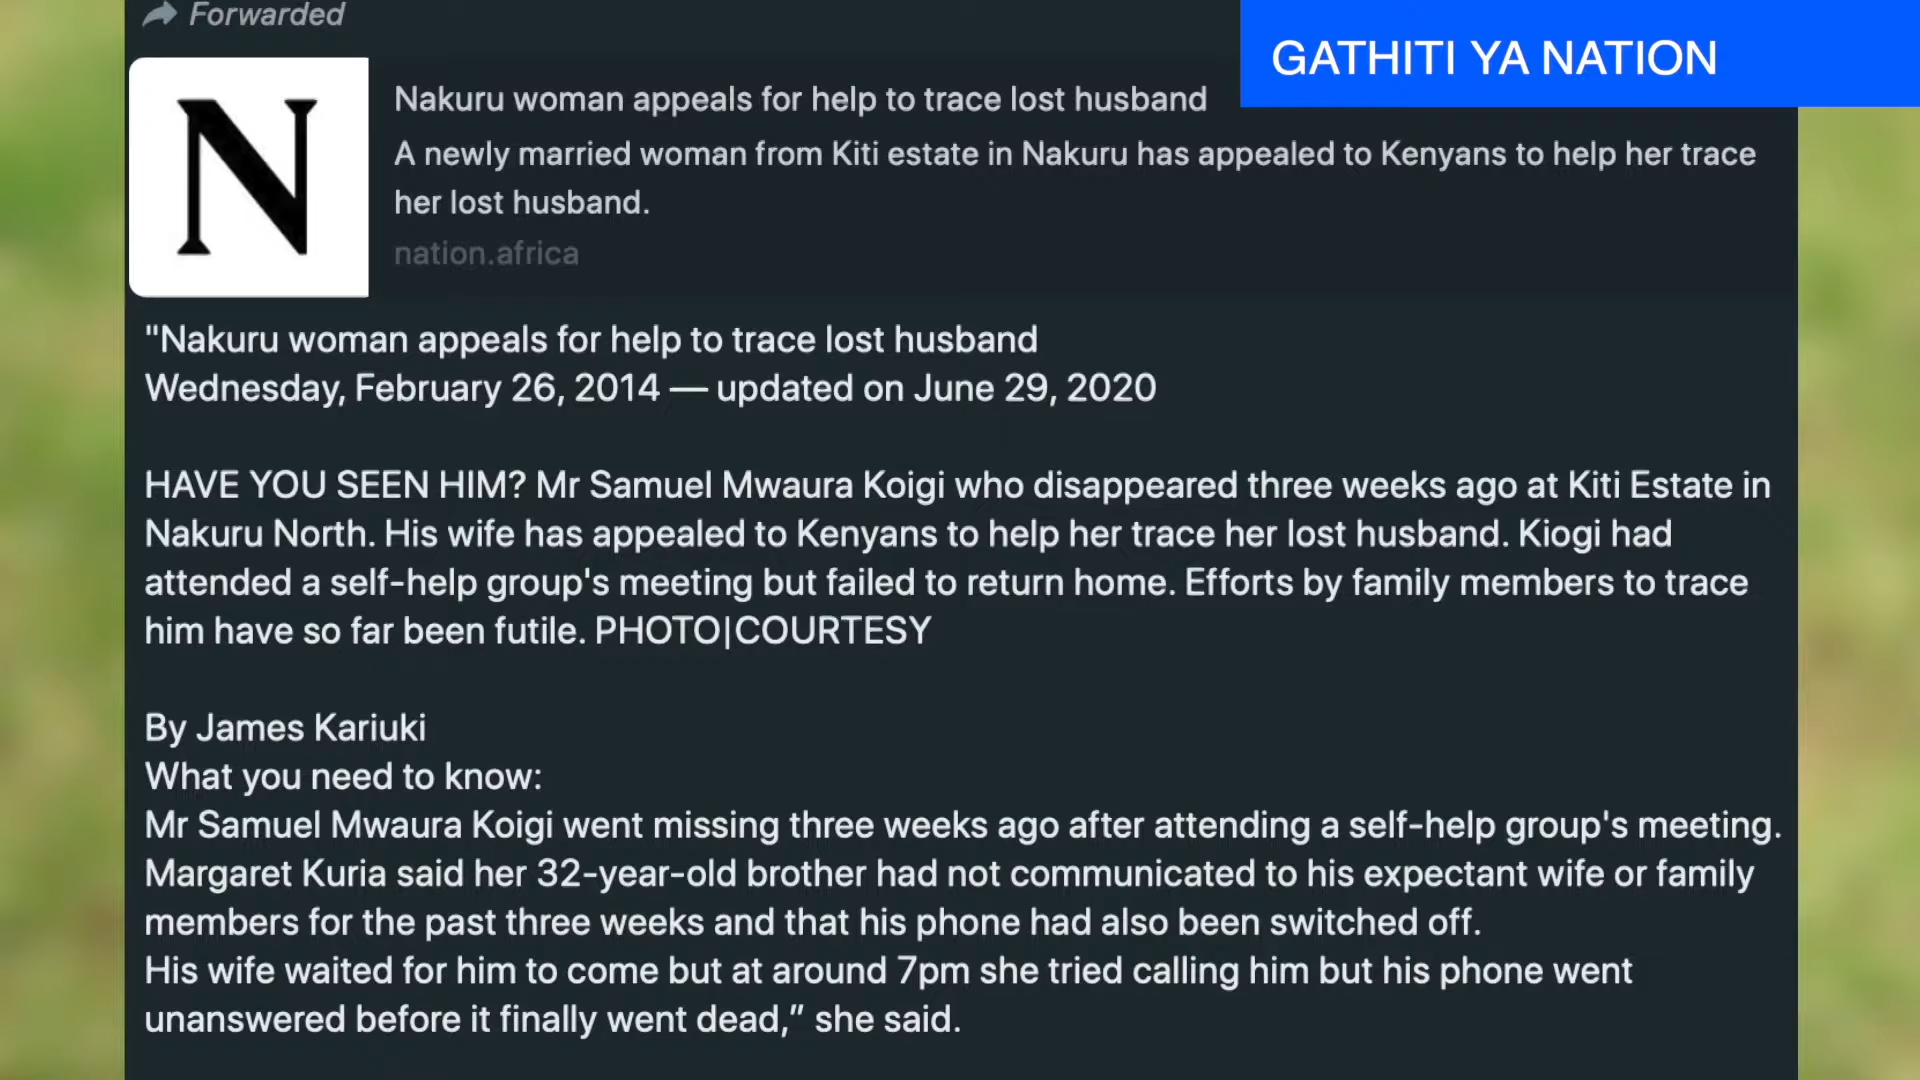 Forwarded
GATHITI YA NATION
N
Nakuru woman appeals for help to trace lost husband
A newly married woman from Kiti estate in Nakuru has appealed to Kenyans to help her trace
her lost husband.
nation.africa
"Nakuru woman appeals for help to trace lost husband
Wednesday, February 26, 2014 — updated on June 29, 2020
HAVE YOU SEEN HIM? Mr Samuel Mwaura Koigi who disappeared three weeks ago at Kiti Estate in
Nakuru North. His wife has appealed to Kenyans to help her trace her lost husband. Kiogi had
attended a self-help group's meeting but failed to return home. Efforts by family members to trace
him have so far been futile. PHOTO|COURTESY
By James Kariuki
What you need to know:
Mr Samuel Mwaura Koigi went missing three weeks ago after attending a self-help group's meeting.
Margaret Kuria said her 32-year-old brother had not communicated to his expectant wife or family
members for the past three weeks and that his phone had also been switched off.
His wife waited for him to come but at around 7pm she tried calling him but his phone went
unanswered before it finally went dead,” she said.